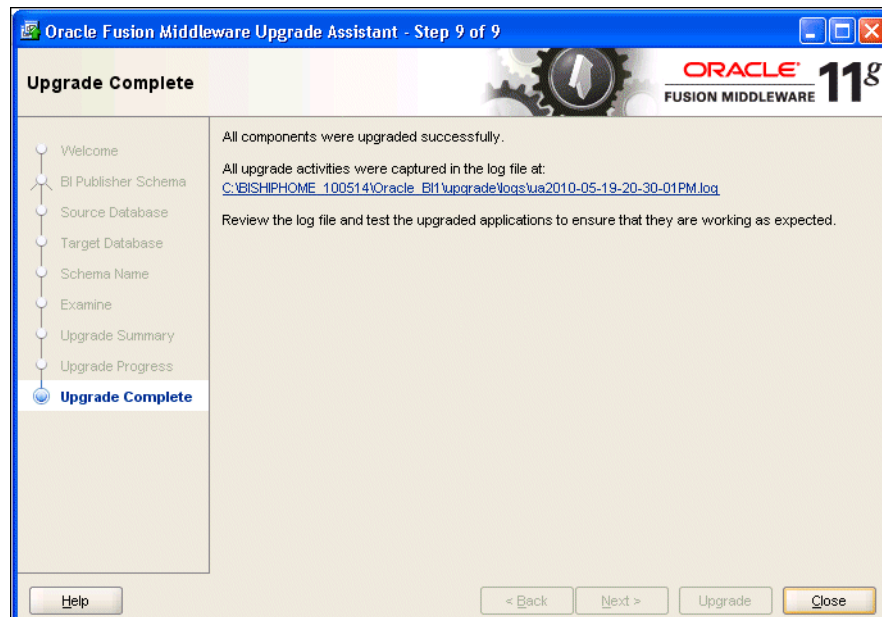 Oracle Fusion Middleware Upgrade Assistant - Step 9 of 9
Upgrade Complete
ORACLE®
FUSION MIDDLEWARE
11g
Welcome
BI Publisher Schema
Source Database
Target Database
Schema Name
Examine
Upgrade Summary
Upgrade Progress
Upgrade Complete
All components were upgraded successfully.
All upgrade activities were captured in the log file at:
C:\BISHIPHOME_100514\Oracle_BI1\upgrade\logs\ua2010-05-19-20-30-01PM.log
Review the log file and test the upgraded applications to ensure that they are working as expected.
Help
< Back
Next >
Upgrade
Close